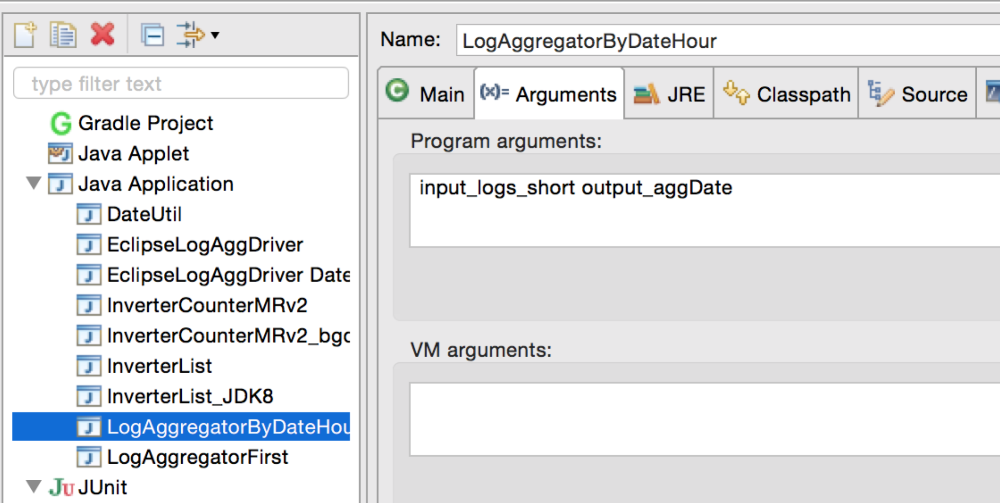 type filter text
Gradle Project
Java Applet
Java Application
DateUtil
EclipseLogAggDriver
EclipseLogAggDriver Date
InverterCounterMRv2
InverterCounterMRv2_bgc
InverterList
InverterList_JDK8
LogAggregatorByDateHou
LogAggregatorFirst
JUnit
Name: LogAggregatorByDateHour
Main (x)= Arguments JRE Classpath Source
Program arguments:
input_logs_short output_aggDate
VM arguments: